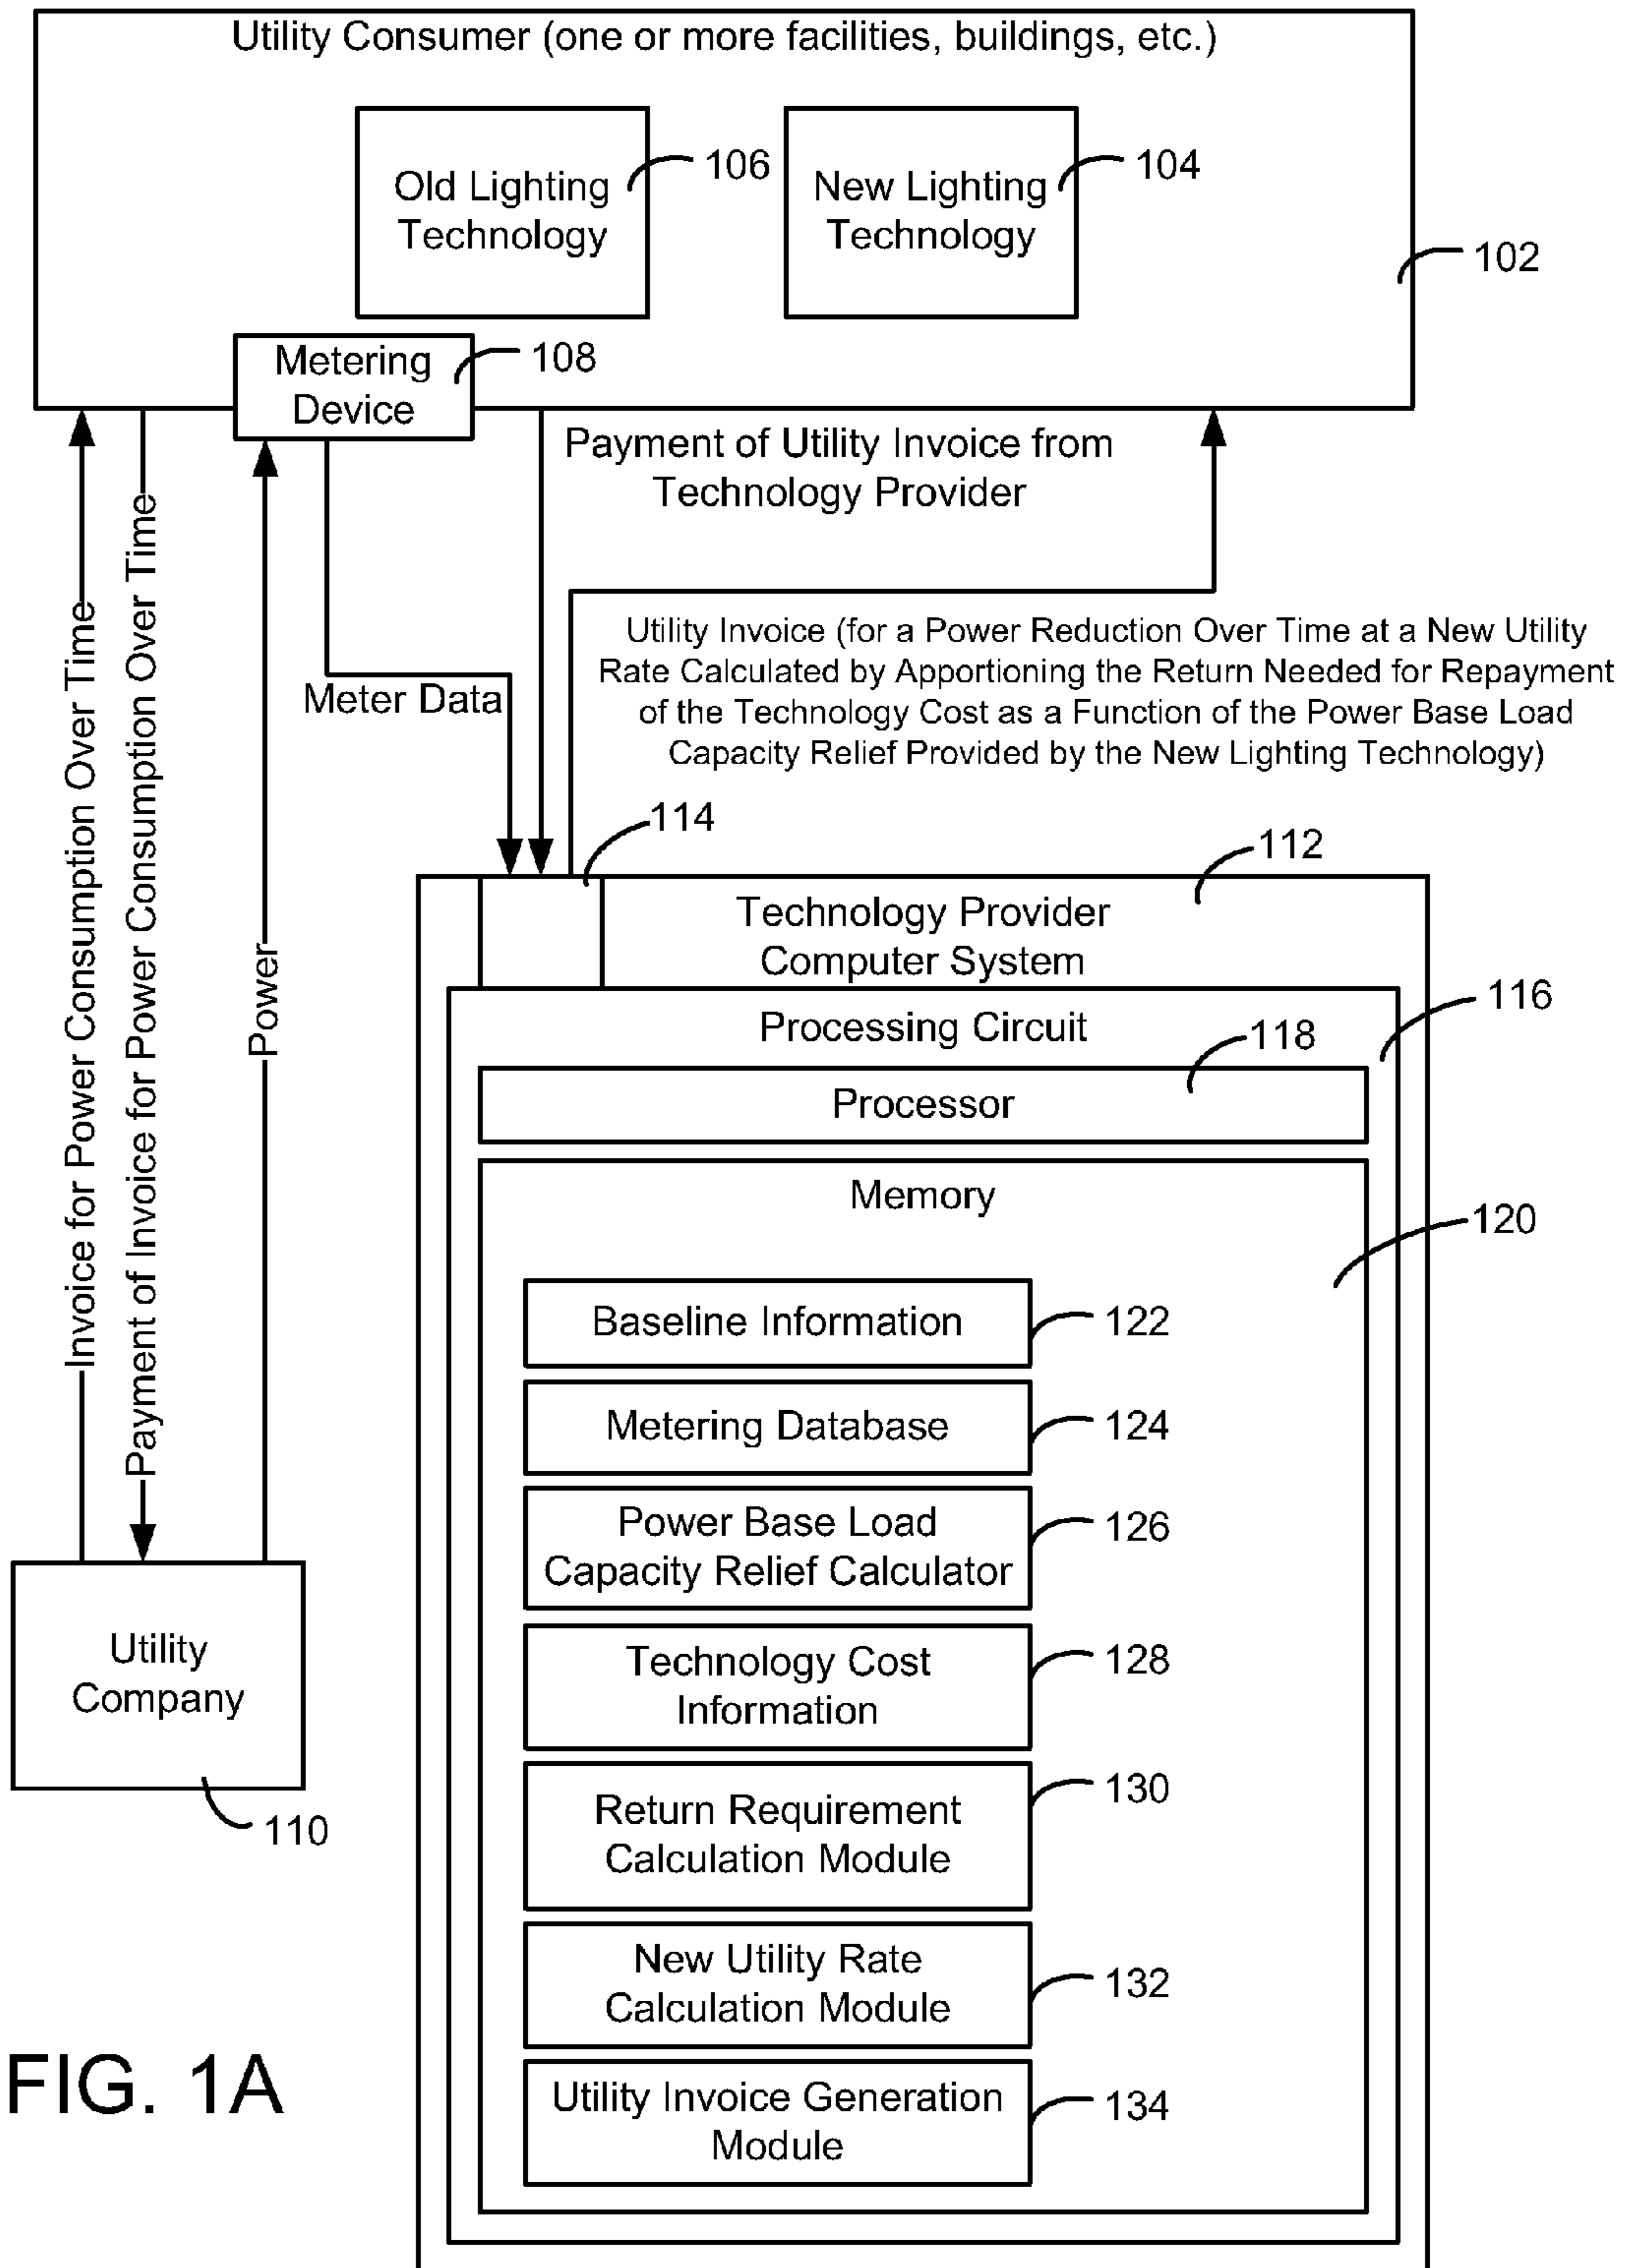 Utility Consumer (one or more facilities, buildings, etc.)
Old Lighting
Technology
106
New Lighting
Technology
104
102
Metering
Device
108
Payment of Utility Invoice from
Technology Provider
Invoice for Power Consumption Over Time
Payment of Invoice for Power Consumption Over Time
Power
Meter Data
Utility Invoice (for a Power Reduction Over Time at a New Utility
Rate Calculated by Apportioning the Return Needed for Repayment
of the Technology Cost as a Function of the Power Base Load
Capacity Relief Provided by the New Lighting Technology)
114
112
Technology Provider
Computer System
116
Processing Circuit
118
Processor
Memory
120
Baseline Information
122
Metering Database
124
Power Base Load
Capacity Relief Calculator
126
Technology Cost
Information
128
Utility
Company
110
Return Requirement
Calculation Module
130
New Utility Rate
Calculation Module
132
Utility Invoice Generation
Module
134
FIG. 1A